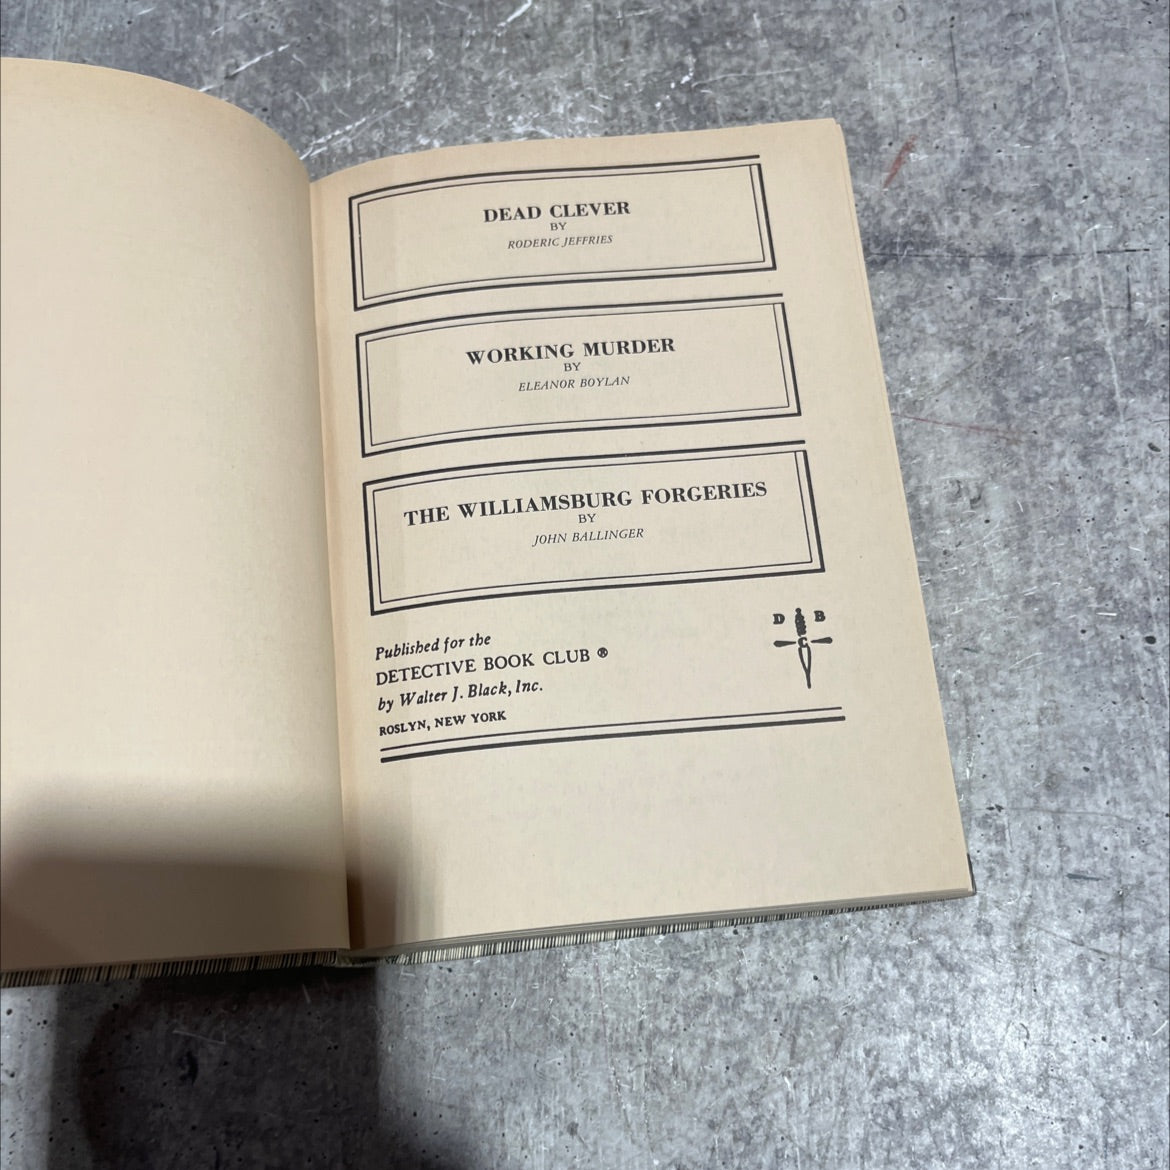 DEAD CLEVER
BY
RODERIC JEFFRIES
WORKING MURDER
BY
ELEANOR BOYLAN
THE WILLIAMSBURG FORGERIES
BY
JOHN BALLINGER
Published for the
DETECTIVE BOOK CLUB ®
by Walter J. Black, Inc.
ROSLYN, NEW YORK
D B
C